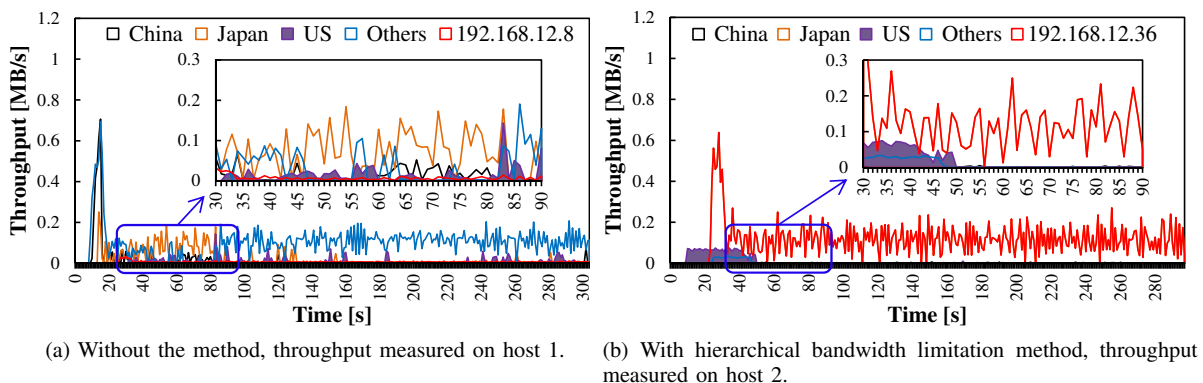 China Japan US Others 192.168.12.8
Throughput [MB/s]
1
0.8
0.6
0.4
0.2
0
0.3
0.2
0.1
0
30 35 40 45 50 55 60 65 70 75 80 85 90
0 20 40 60 80 100 120 140 160 180 200 220 240 260 280 300
Time [s]
(a) Without the method, throughput measured on host 1.
China Japan US Others 192.168.12.36
Throughput [MB/s]
1
0.8
0.6
0.4
0.2
0
0.3
0.2
0.1
0
30 35 40 45 50 55 60 65 70 75 80 85 90
0 20 40 60 80 100 120 140 160 180 200 220 240 260 280
Time [s]
(b) With hierarchical bandwidth limitation method, throughput
measured on host 2.